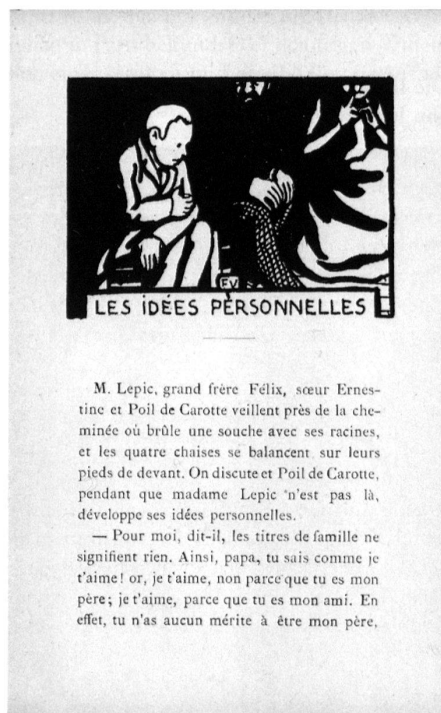 FV
LES IDÉES PERSONNELLES
M. Lepic, grand frère Félix, sœur Ernes-
tine et Poil de Carotte veillent près de la che-
minée où brûle une souche avec ses racines,
et les quatre chaises se balancent sur leurs
pieds de devant. On discute et Poil de Carotte,
pendant que madame Lepic n'est pas là,
développe ses idées personnelles.
— Pour moi, dit-il, les titres de famille ne
signifient rien. Ainsi, papa, tu sais comme je
t'aime! or, je t'aime, non parce que tu es mon
père; je t'aime, parce que tu es mon ami. En
effet, tu n'as aucun mérite à être mon père,